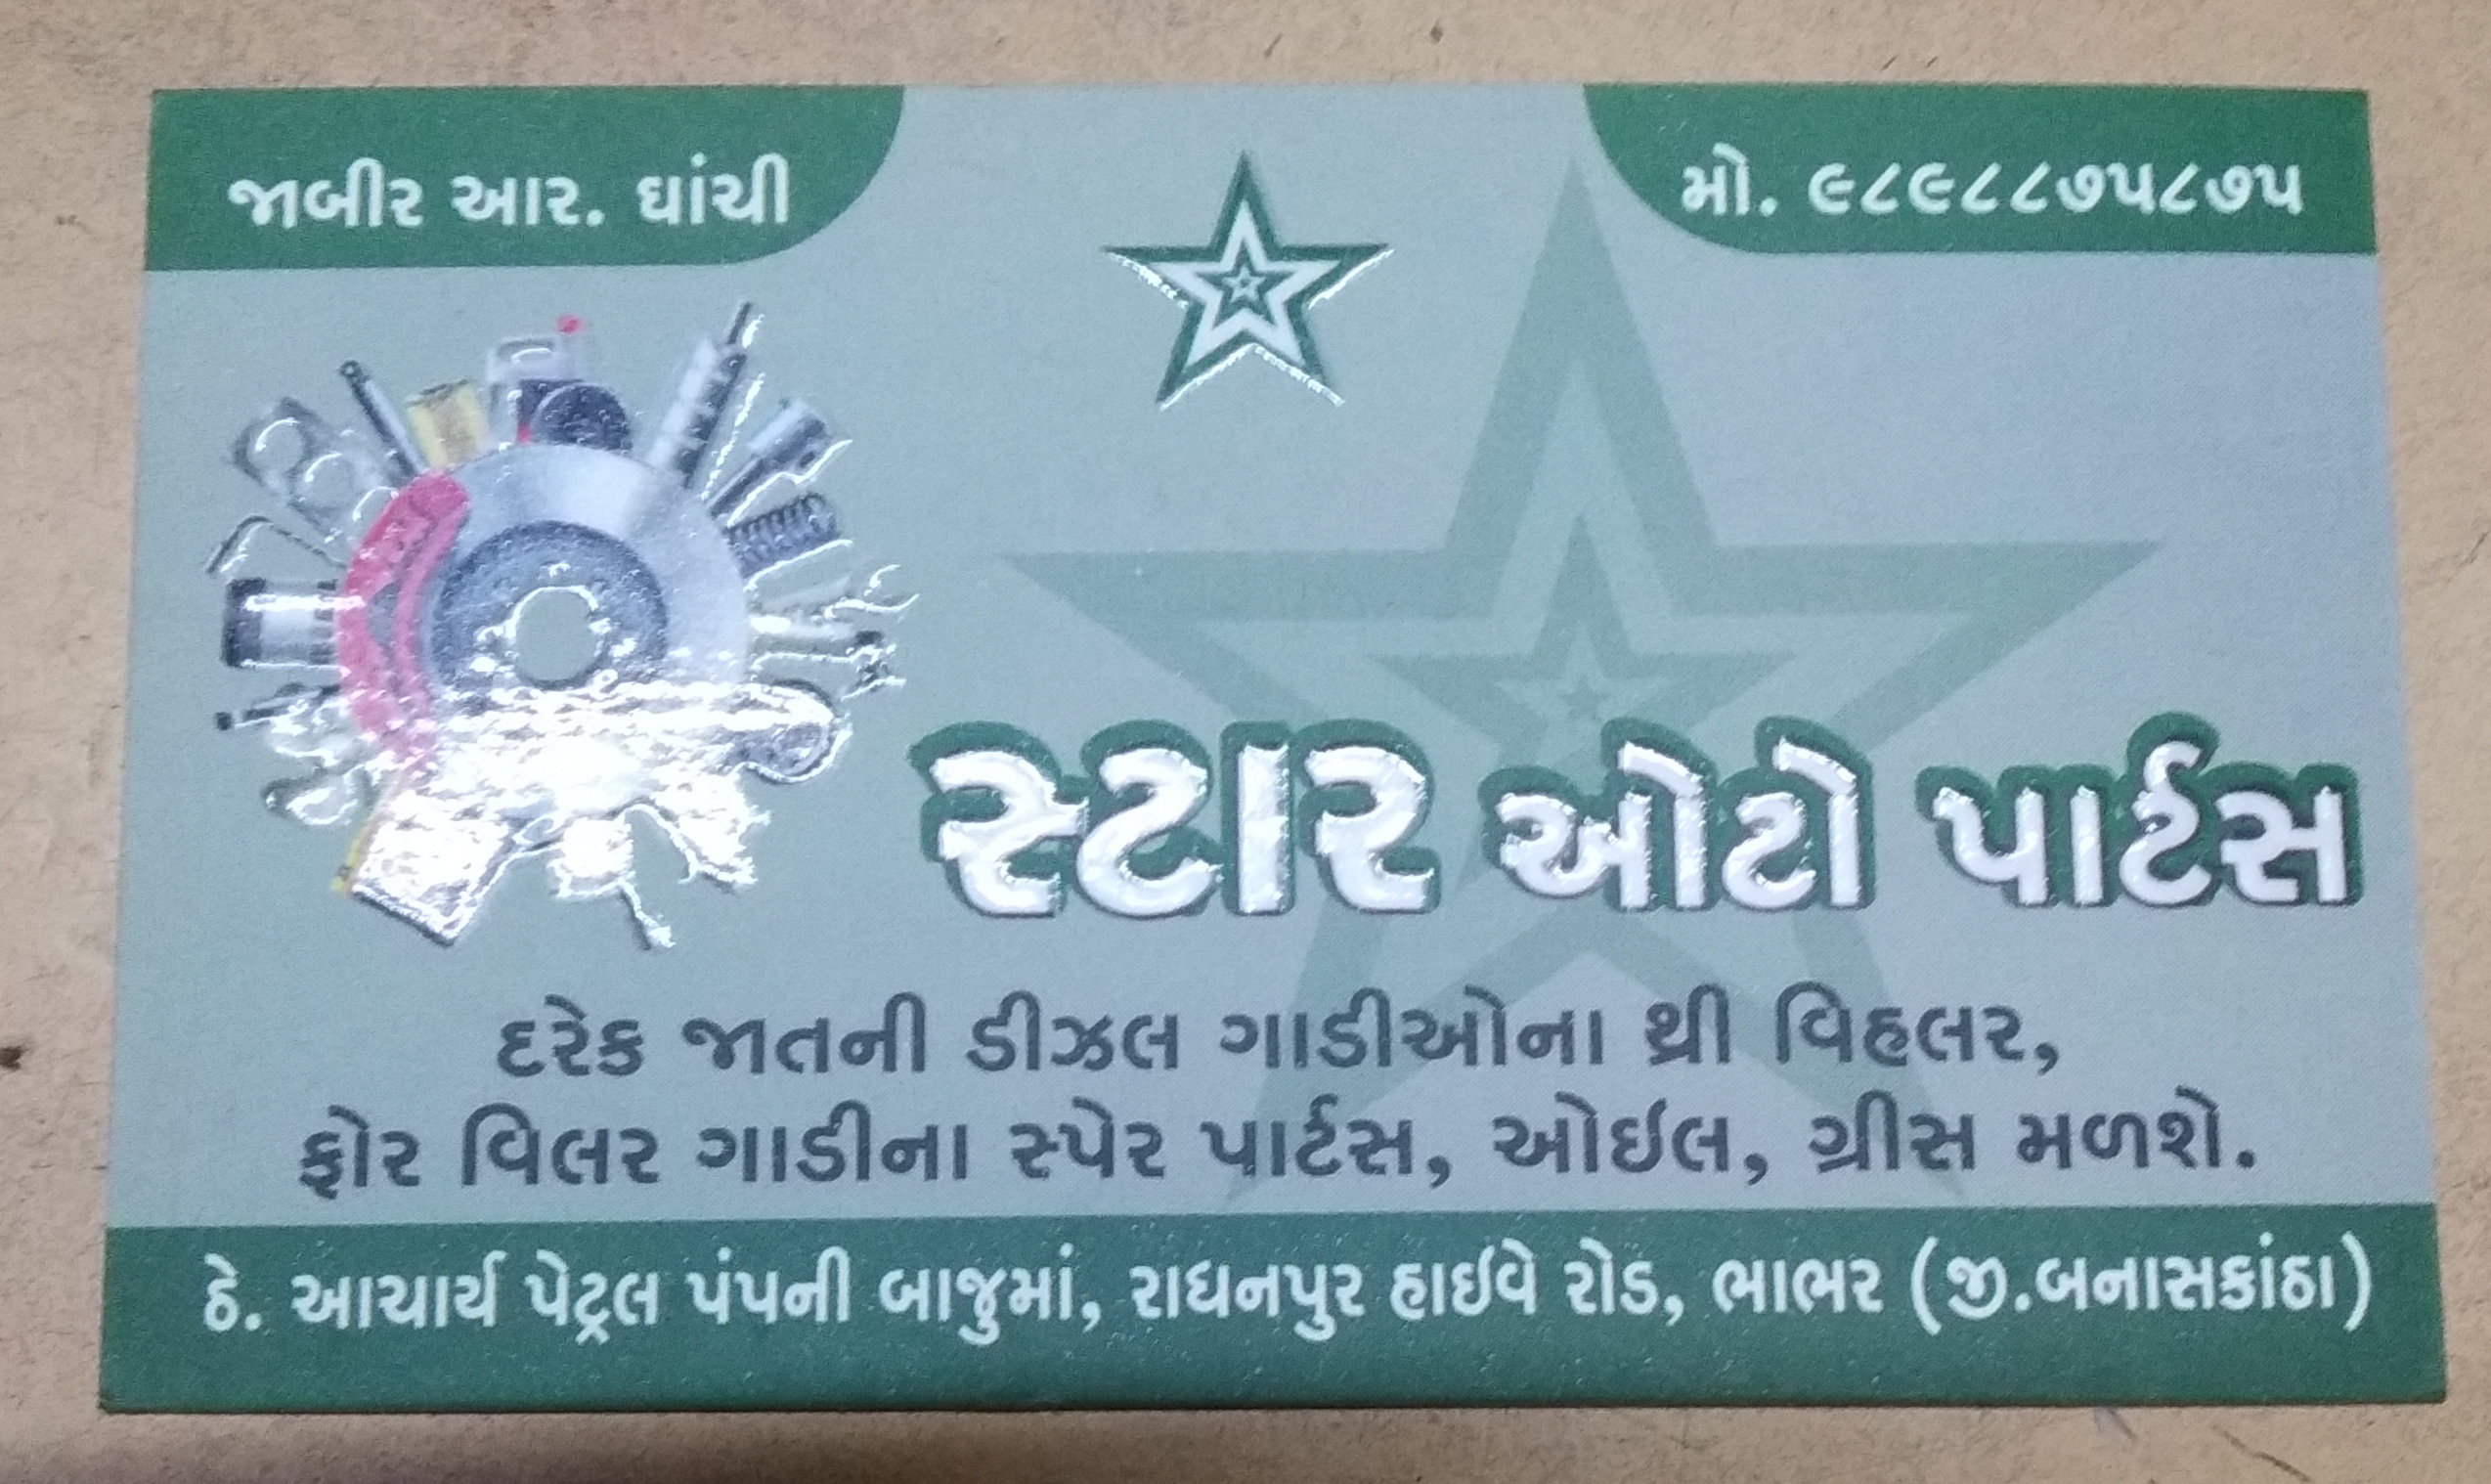 જાબીર આર. ઘાંચી
મો. ૯૮૯૮૮૭૫૮૭૫
સ્ટાર ઓટો પાર્ટસ
દરેક જાતની ડીઝલ ગાડીઓના થ્રી વિહલર,
ફોર વિલર ગાડીના સ્પેર પાર્ટસ, ઓઈલ, ગ્રીસ મળશે.
ઠે. આચાર્ય પેટ્રલ પંપની બાજુમાં, રાધનપુર હાઈવે રોડ, ભાભર (જી.બનાસકાંઠા)